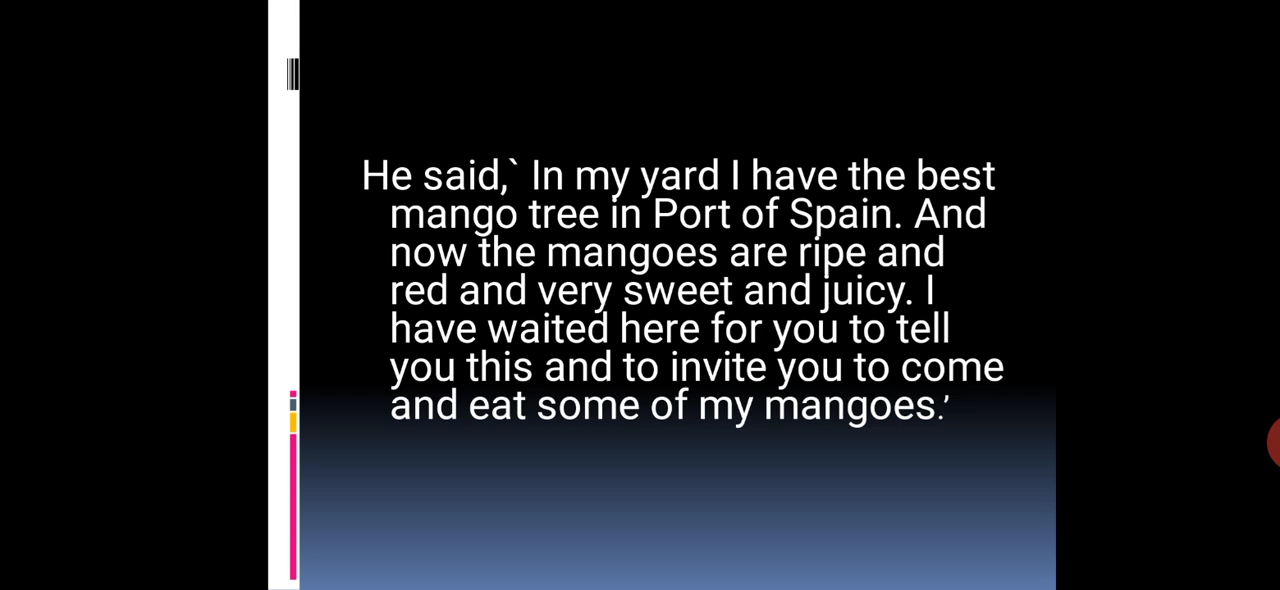 He said,` In my yard I have the best
mango tree in Port of Spain. And
now the mangoes are ripe and
red and very sweet and juicy. I
have waited here for you to tell
you this and to invite you to come
and eat some of my mangoes.’